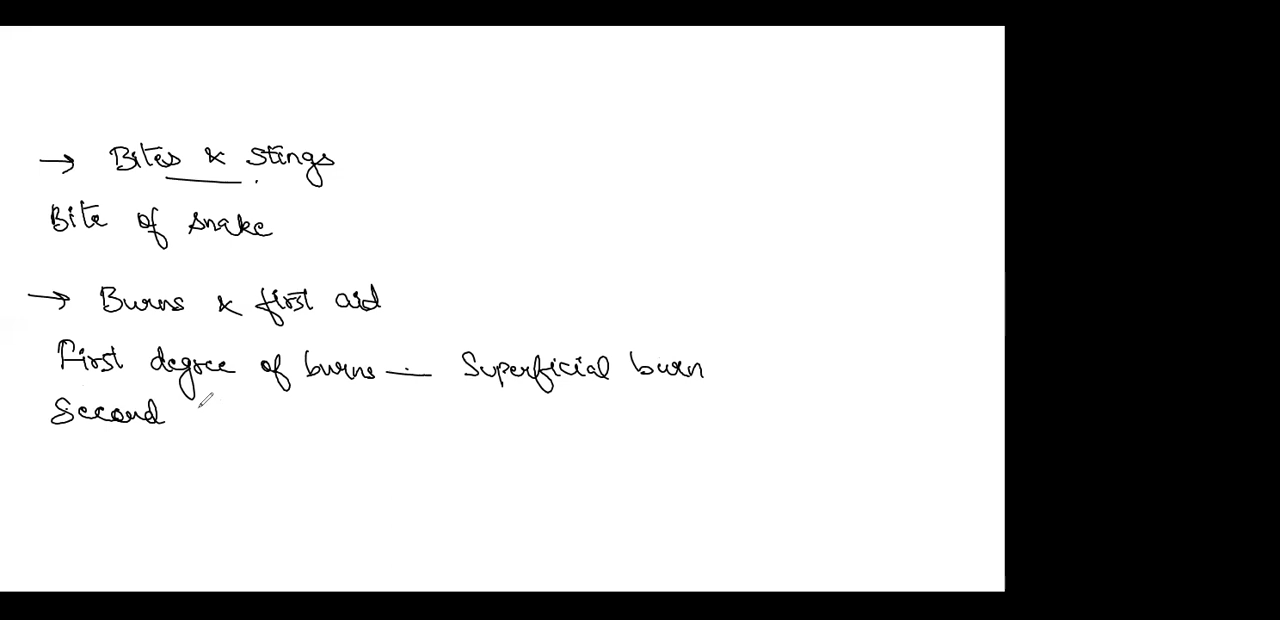 → Bites & Stings
Bite of snake
→ Burns & first aid
First degree of burns — Superficial burn
Second